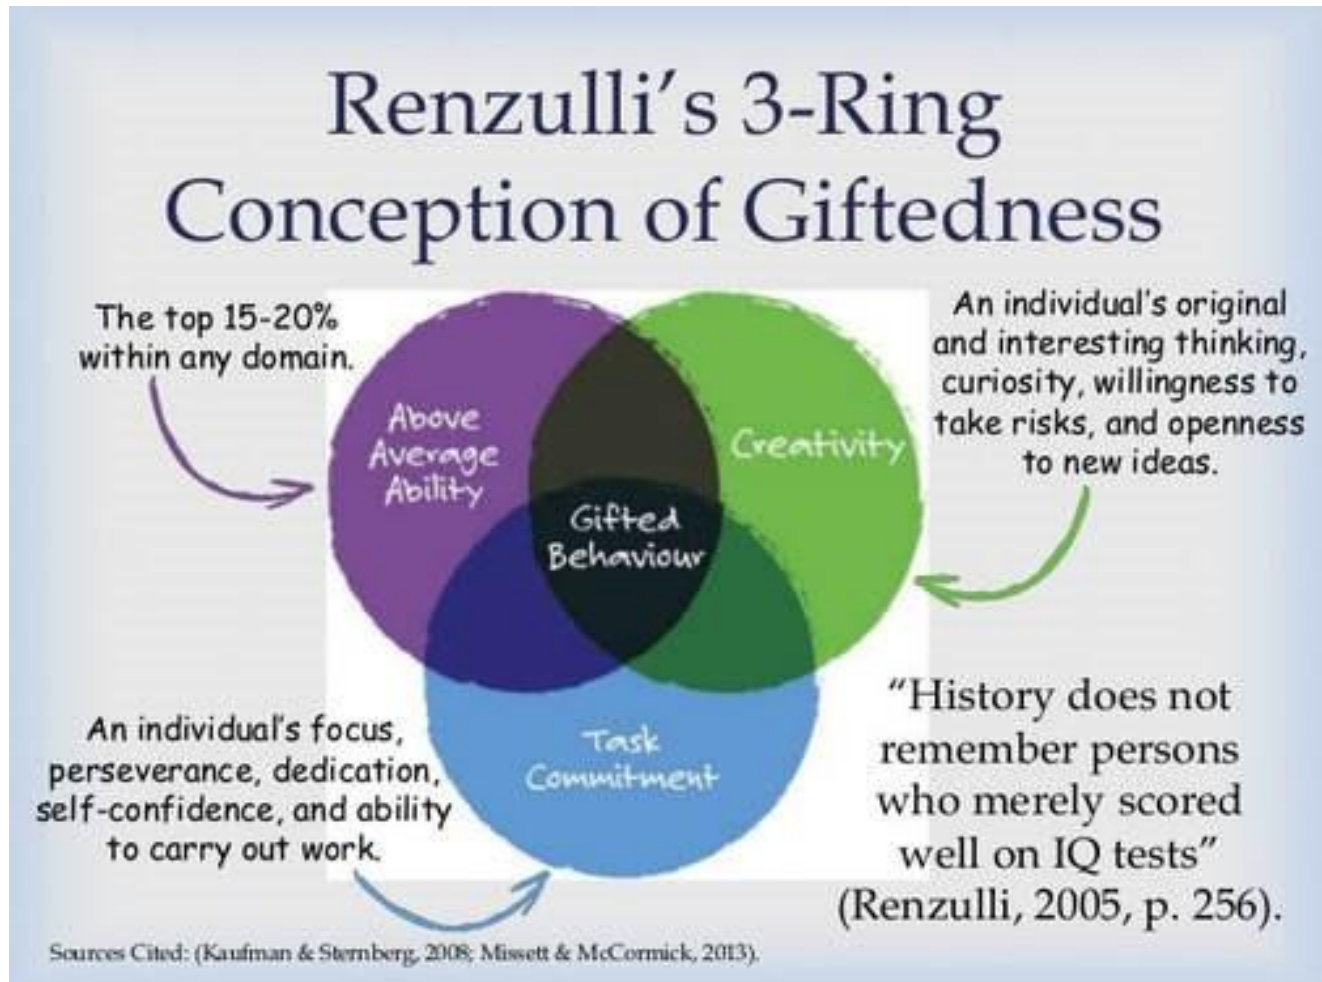 Renzulli's 3-Ring
Conception of Giftedness
The top 15-20%
within any domain.
An individual's original
and interesting thinking,
curiosity, willingness to
take risks, and openness
to new ideas.
Above
Average
Ability
Creativity
Gifted
Behaviour
Task
Commitment
An individual's focus,
perseverance, dedication,
self-confidence, and ability
to carry out work.
“History does not
remember persons
who merely scored
well on IQ tests”
(Renzulli, 2005, p. 256).
Sources Cited: (Kaufman & Sternberg, 2008; Missett & McCormick, 2013).